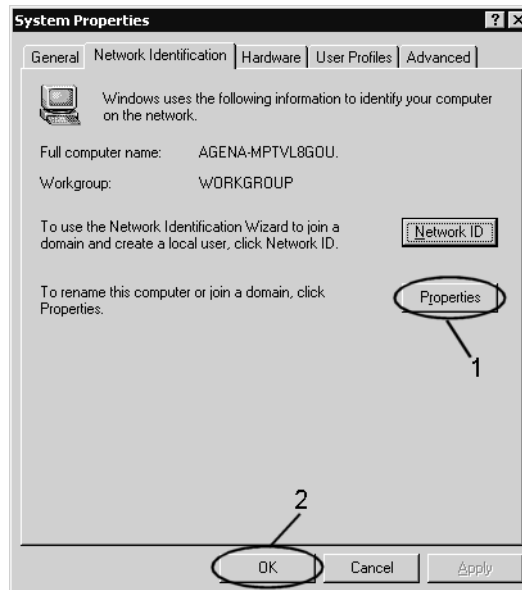 System Properties
General Network Identification Hardware User Profiles Advanced
Windows uses the following information to identify your computer
on the network.
Full computer name: AGENA-MPTVL8GOU.
Workgroup: WORKGROUP
To use the Network Identification Wizard to join a
domain and create a local user, click Network ID.
Network ID
To rename this computer or join a domain, click
Properties.
Properties
1
2
OK Cancel Apply